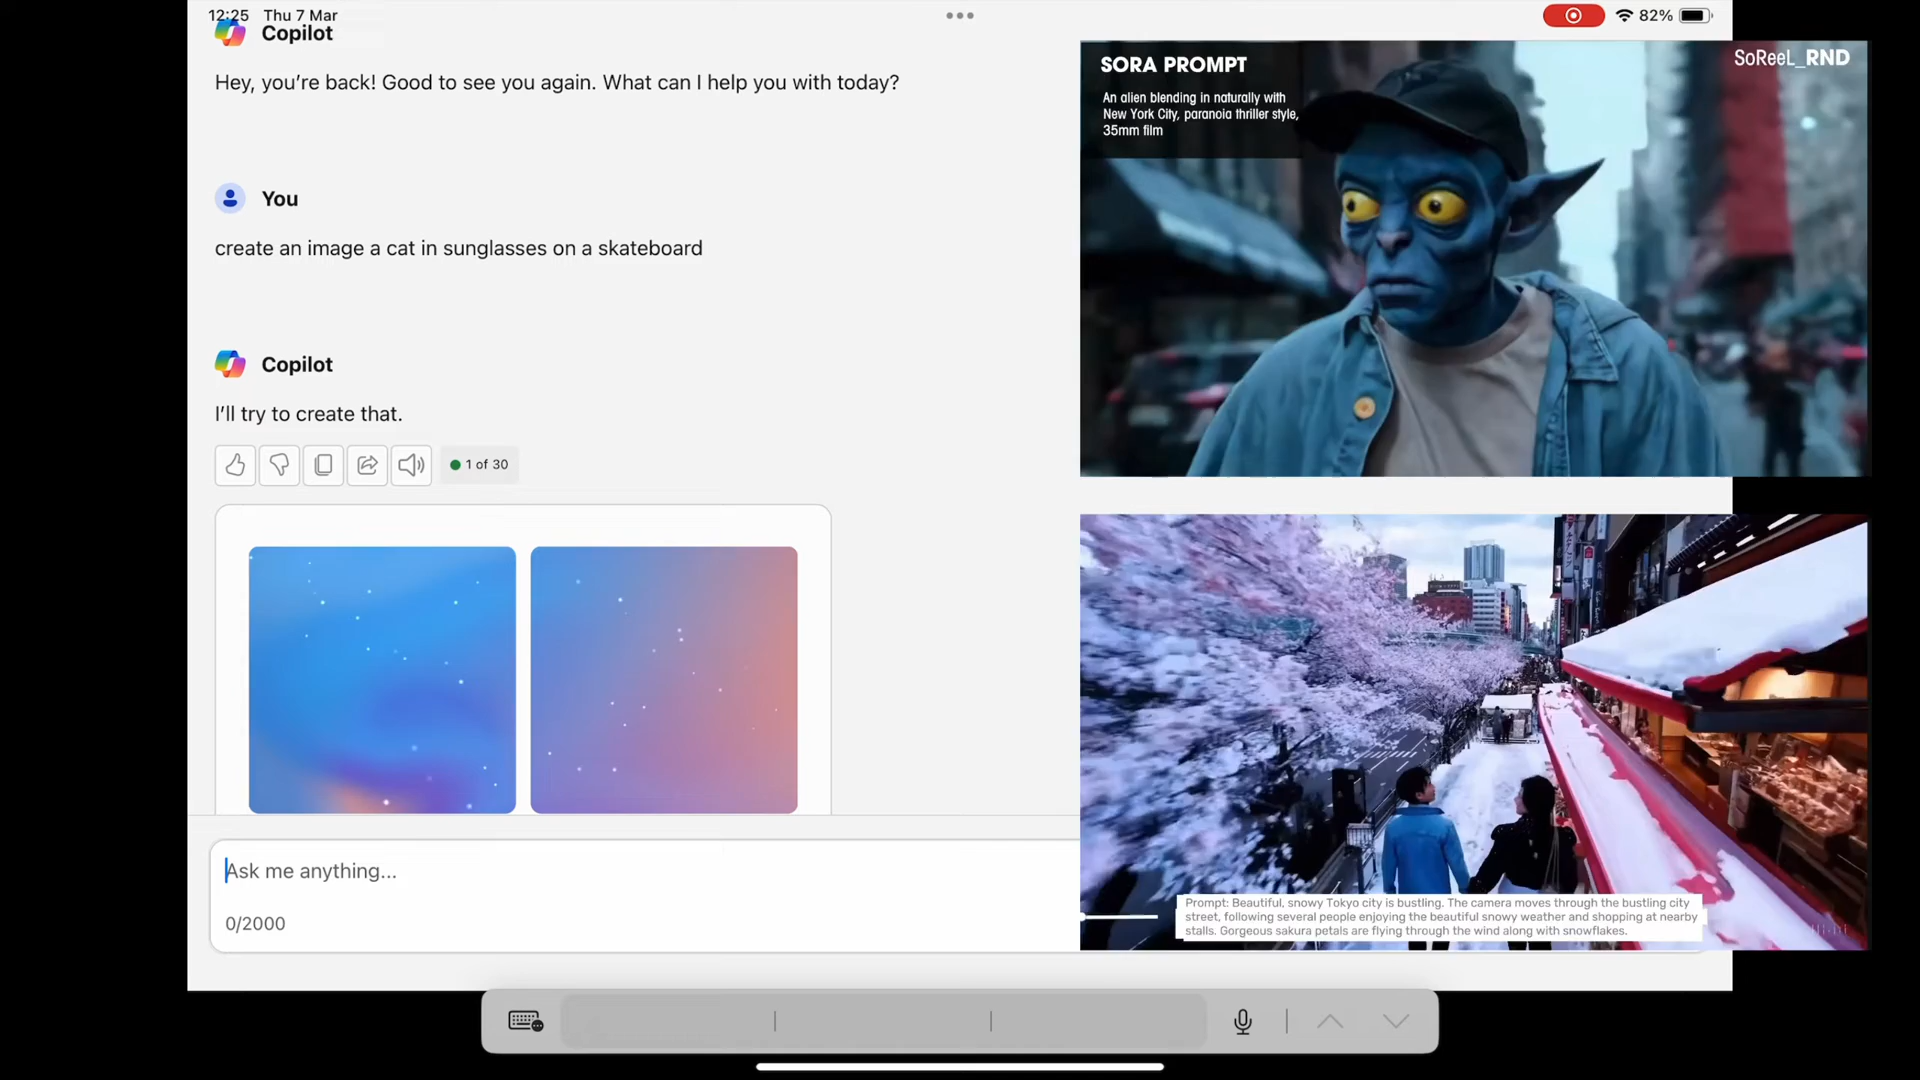 12:25 Thu 7 Mar
82%
Copilot
Hey, you're back! Good to see you again. What can I help you with today?
You
create an image a cat in sunglasses on a skateboard
Copilot
I'll try to create that.
1 of 30
Ask me anything...
0/2000
SORA PROMPT
An alien blending in naturally with
New York City, paranoia thriller style,
35mm film
SoReeL_RND
Prompt: Beautiful, snowy Tokyo city is bustling. The camera moves through the bustling city
street, following several people enjoying the beautiful snowy weather and shopping at nearby
stalls. Gorgeous sakura petals are flying through the wind along with snowflakes.